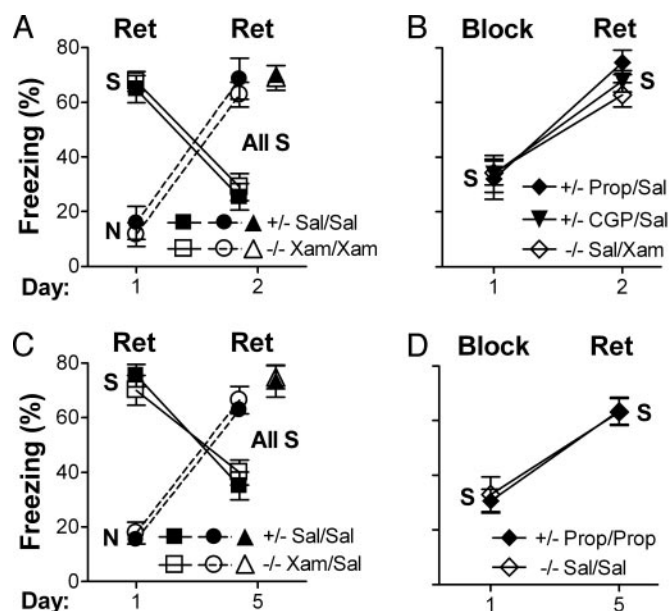 A Ret Ret
80
60
40
20
0
Freezing (%)
S
N
All S
+/- Sal/Sal
-/- Xam/Xam
Day: 1 2
B Block Ret
S
S
+/- Prop/Sal
+/- CGP/Sal
-/- Sal/Xam
1 2
C Ret Ret
80
60
40
20
0
Freezing (%)
S
N
All S
+/- Sal/Sal
-/- Xam/Sal
Day: 1 5
D Block Ret
S
S
+/- Prop/Prop
-/- Sal/Sal
1 5